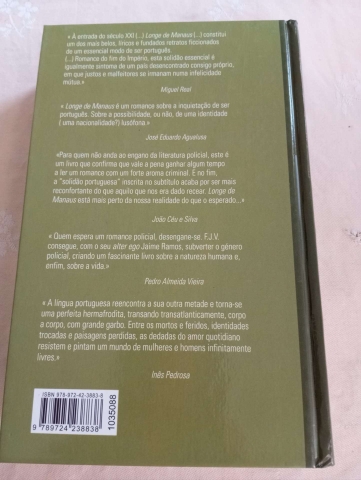 « À entrada do século XXI (...) Longe de Manaus (...) constitui
um dos mais belos, líricos e fundeiros retratos ficcionados
de um essencial modo de ser português.
(...) Romance do fim do Império, esta solidão essencial é
igualmente sintoma de um país desencontrado consigo próprio,
em que justos e malfeitores se irmanam numa infelicidade
mútua.»
Miguel Real
« Longe de Manaus é um romance sobre a inquietação de ser
português. Sobre a possibilidade, ou não, de uma identidade
( uma nacionalidade?) lusófona.»
José Eduardo Agualusa
«Para quem não anda ao engano da literatura policial, este é
um livro que confirma que vale a pena ganhar algum tempo
a ler um romance com um forte aroma criminal. E no fim,
a "solidão portuguesa" inscrita no subtítulo acaba por ser mais
reconfortante do que aquilo que nos era dado recear. Longe de
Manaus está mais perto da nossa realidade do que o esperado...»
João Céu e Silva
« Quem espera um romance policial, desengane-se. F.J.V.
consegue, com o seu alter ego Jaime Ramos, subverter o género
policial, criando um fascinante livro sobre a natureza humana e,
enfim, sobre a vida.»
Pedro Almeida Vieira
« A língua portuguesa reencontra a sua outra metade e torna-se
uma perfeita hermafrodita, transando transatlanticamente, corpo
a corpo, com grande garbo. Entre os mortos e feridos, identidades
trocadas e paisagens perdidas, as dedadas do amor quotidiano
resistem e pintam um mundo de mulheres e homens infinitamente
livres.»
Inês Pedrosa
ISBN 978-972-42-3883-8
9 789724 238838
1035088